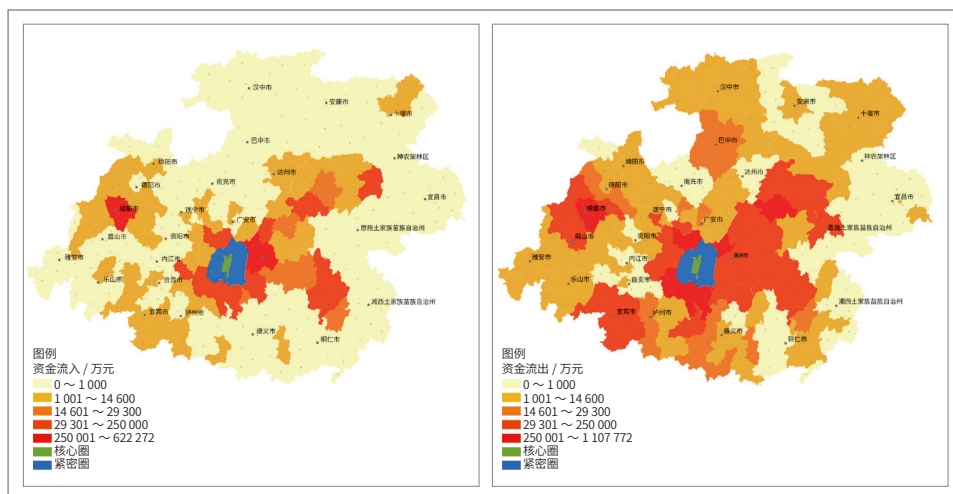 汉中市
安康市
十堰市
巴中市
神农架林区
绵阳市
达州市
德阳市
南充市
宜昌市
成都市
遂宁市
广安市
恩施土家族苗族自治州
眉山市
资阳市
雅安市
内江市
乐山市
自贡市
湘西土家族苗族自治州
宜宾市
泸州市
遵义市
铜仁市
图例
资金流入 / 万元
0 ～ 1 000
1 001 ～ 14 600
14 601 ～ 29 300
29 301 ～ 250 000
250 001 ～ 622 272
核心圈
紧密圈
汉中市
安康市
十堰市
巴中市
神农架林区
绵阳市
达州市
德阳市
南充市
宜昌市
成都市
遂宁市
广安市
恩施土家族苗族自治州
眉山市
资阳市
重庆市
雅安市
内江市
乐山市
自贡市
湘西土家族苗族自治州
宜宾市
泸州市
遵义市
铜仁市
图例
资金流出 / 万元
0 ～ 1 000
1 001 ～ 14 600
14 601 ～ 29 300
29 301 ～ 250 000
250 001 ～ 1 107 772
核心圈
紧密圈